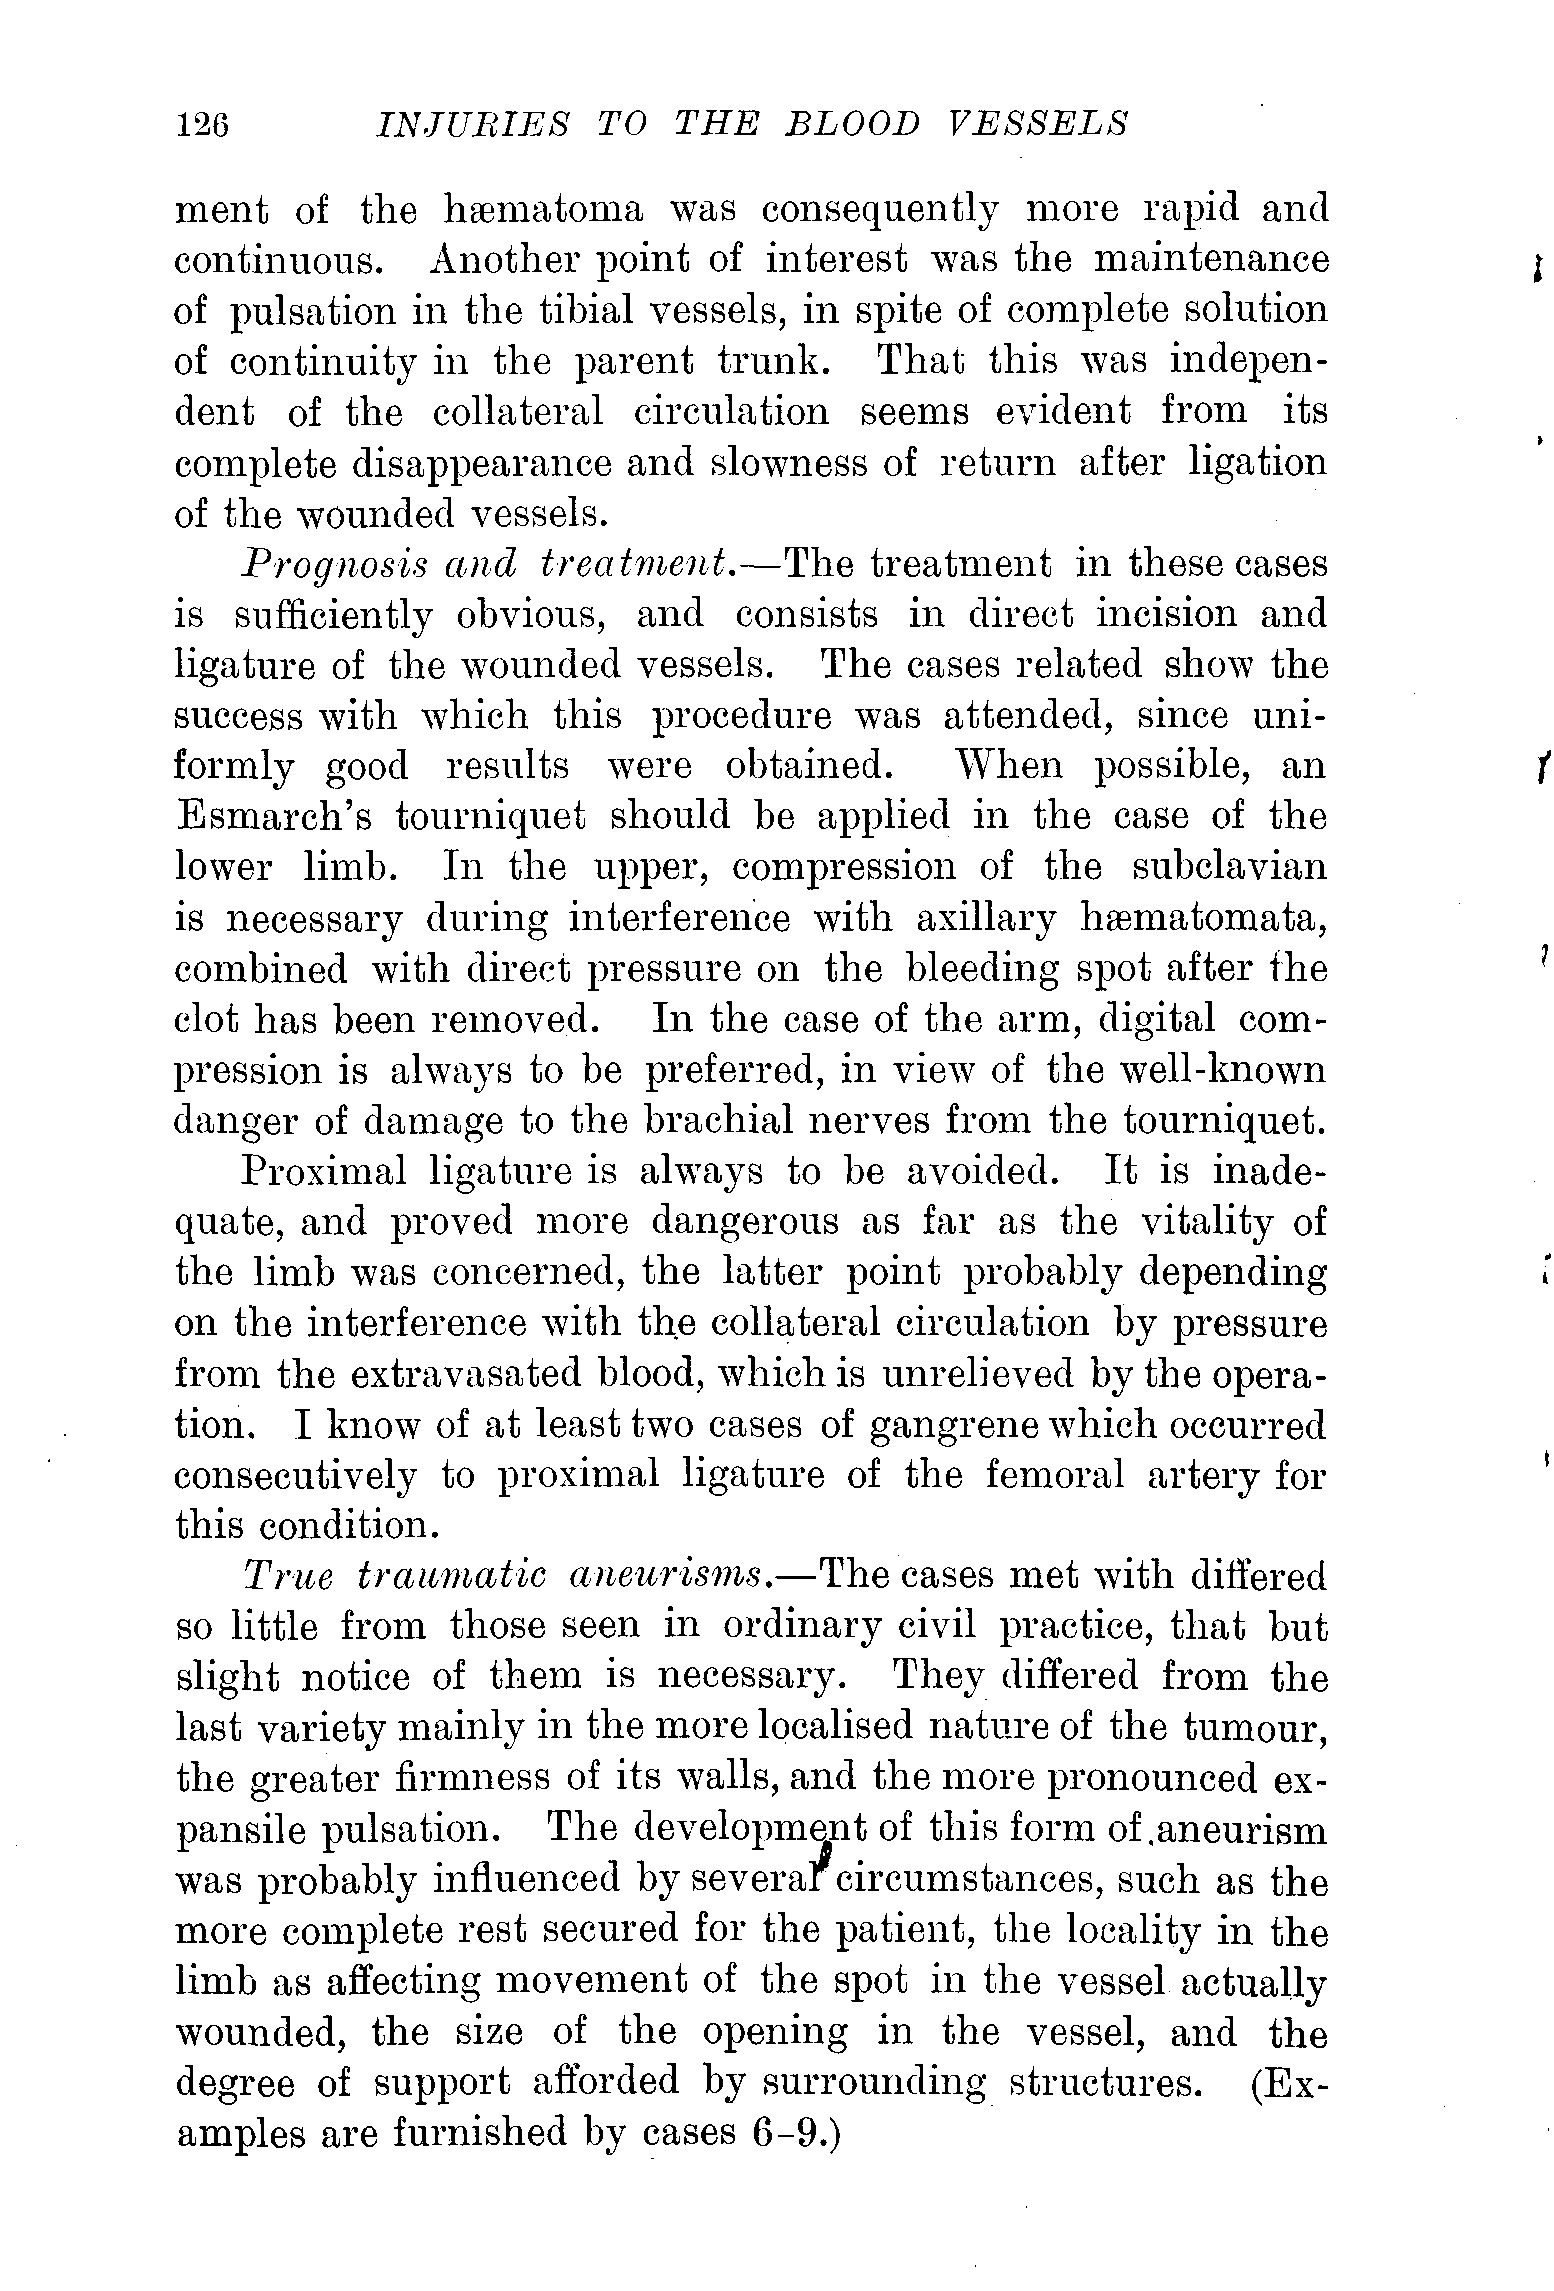 126 INJURIES TO THE BLOOD VESSELS
ment of the hæmatoma was consequently more rapid and
continuous. Another point of interest was the maintenance
of pulsation in the tibial vessels, in spite of complete solution
of continuity in the parent trunk. That this was indepen-
dent of the collateral circulation seems evident from its
complete disappearance and slowness of return after ligation
of the wounded vessels.
Prognosis and treatment.—The treatment in these cases
is sufficiently obvious, and consists in direct incision and
ligature of the wounded vessels. The cases related show the
success with which this procedure was attended, since uni-
formly good results were obtained. When possible, an
Esmarch's tourniquet should be applied in the case of the
lower limb. In the upper, compression of the subclavian
is necessary during interference with axillary hæmatomata,
combined with direct pressure on the bleeding spot after the
clot has been removed. In the case of the arm, digital com-
pression is always to be preferred, in view of the well-known
danger of damage to the brachial nerves from the tourniquet.
Proximal ligature is always to be avoided. It is inade-
quate, and proved more dangerous as far as the vitality of
the limb was concerned, the latter point probably depending
on the interference with the collateral circulation by pressure
from the extravasated blood, which is unrelieved by the opera-
tion. I know of at least two cases of gangrene which occurred
consecutively to proximal ligature of the femoral artery for
this condition.
True traumatic aneurisms.—The cases met with differed
so little from those seen in ordinary civil practice, that but
slight notice of them is necessary. They differed from the
last variety mainly in the more localised nature of the tumour,
the greater firmness of its walls, and the more pronounced ex-
pansile pulsation. The development of this form of aneurism
was probably influenced by several circumstances, such as the
more complete rest secured for the patient, the locality in the
limb as affecting movement of the spot in the vessel actually
wounded, the size of the opening in the vessel, and the
degree of support afforded by surrounding structures. (Ex-
amples are furnished by cases 6–9.)